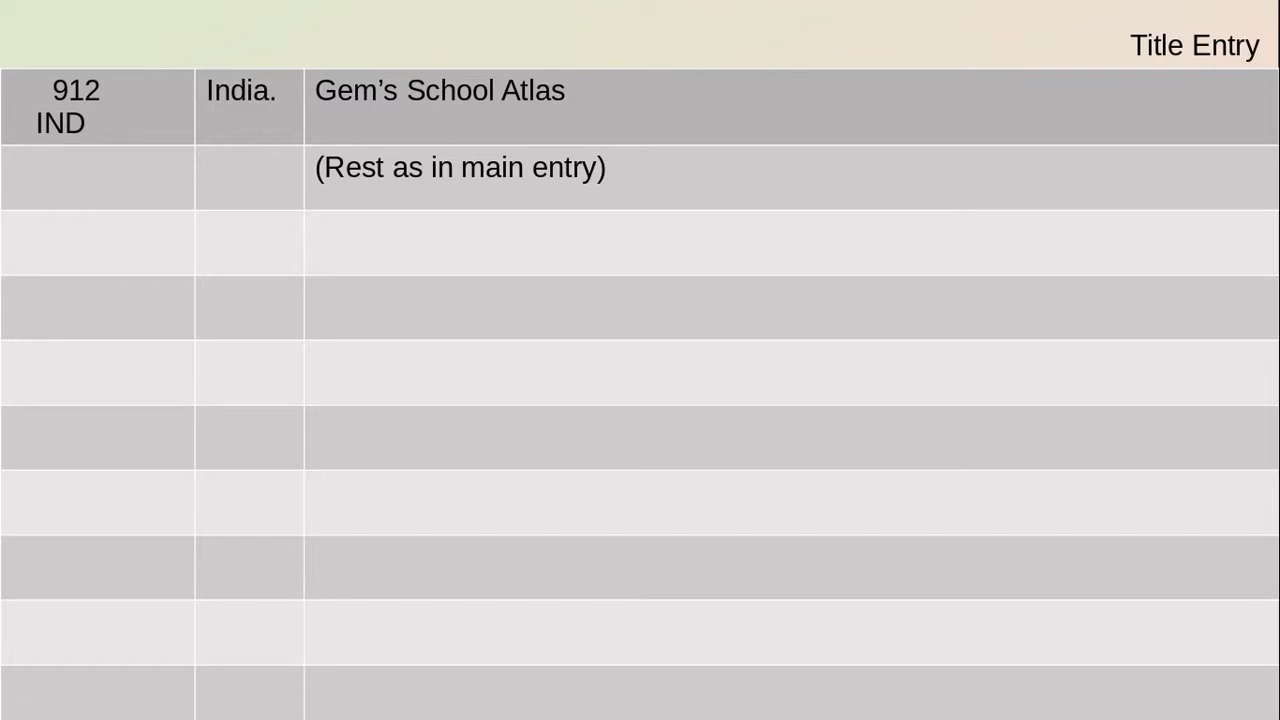 Title Entry
912 India. Gem’s School Atlas
IND
(Rest as in main entry)